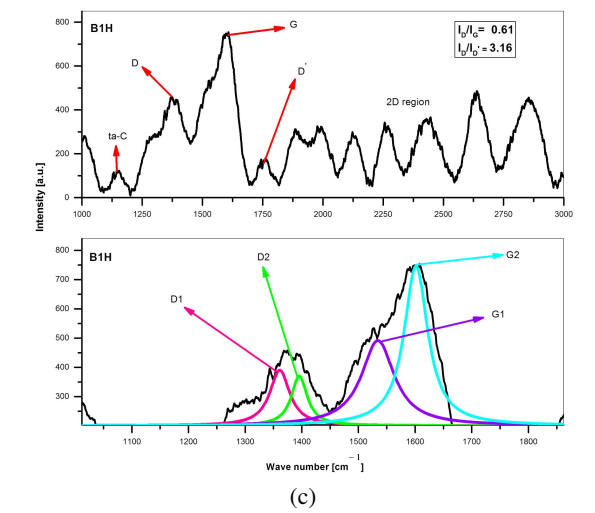 B1H
G
I_D/I_G= 0.61
I_D/I_D' = 3.16
D
D'
2D region
ta-C
800
600
400
200
0
1000 1250 1500 1750 2000 2250 2500 2750 3000
Intensity [a.u.]
B1H
D2
G2
D1
G1
800
700
600
500
400
300
1100 1200 1300 1400 1500 1600 1700 1800
Wave number [cm⁻¹]
(c)